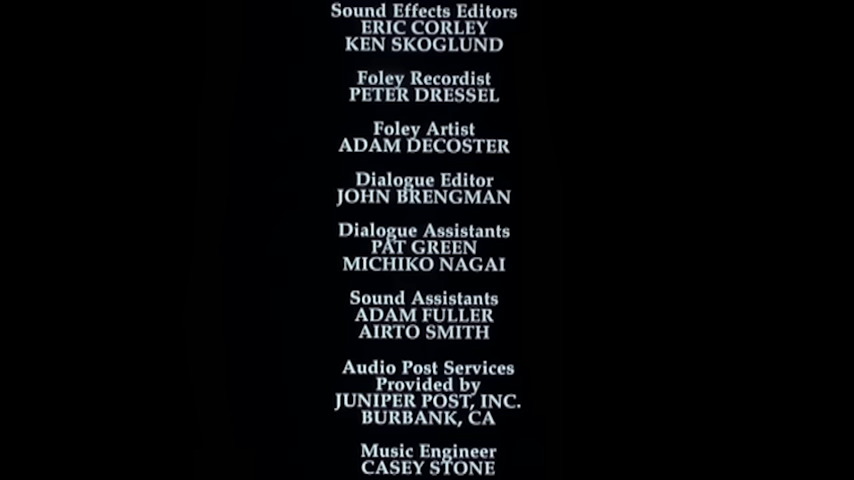 Sound Effects Editors
ERIC CORLEY
KEN SKOGLUND
Foley Recordist
PETER DRESSEL
Foley Artist
ADAM DECOSTER
Dialogue Editor
JOHN BRENGMAN
Dialogue Assistants
PAT GREEN
MICHIKO NAGAI
Sound Assistants
ADAM FULLER
AIRTO SMITH
Audio Post Services
Provided by
JUNIPER POST, INC.
BURBANK, CA
Music Engineer
CASEY STONE